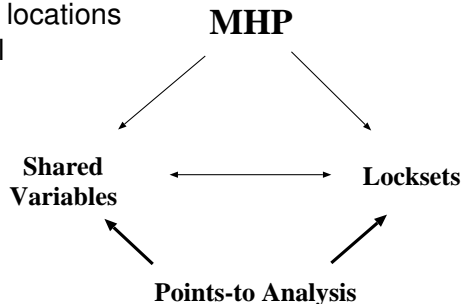 locations
MHP
Shared
Variables
Locksets
Points-to Analysis